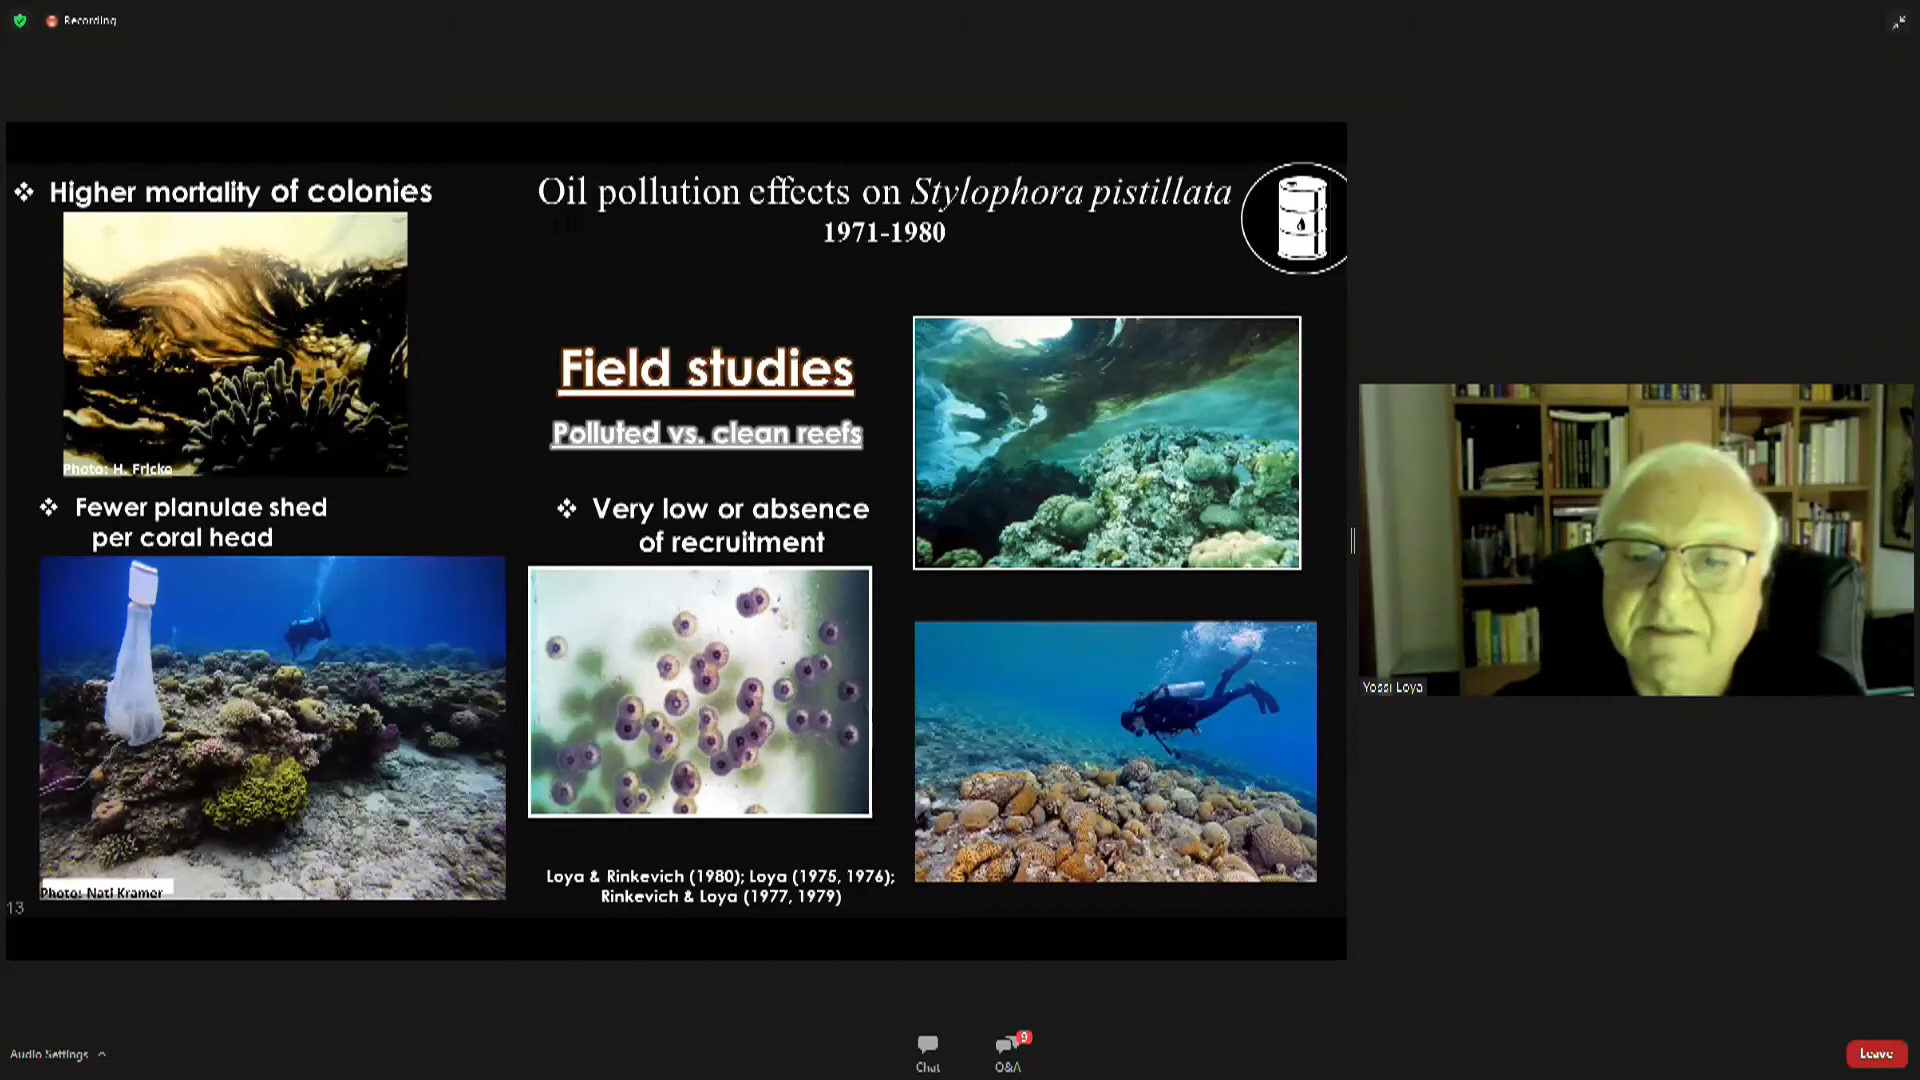 Recording
❖ Higher mortality of colonies
Oil pollution effects on Stylophora pistillata
1971-1980
Photo: H. Fricke
Field studies
Polluted vs. clean reefs
❖ Fewer planulae shed
per coral head
❖ Very low or absence
of recruitment
Yossi Loya
Loya & Rinkevich (1980); Loya (1975, 1976);
Rinkevich & Loya (1977, 1979)
Photo: Nati Kramer
13
Audio Settings
Chat
9
Q&A
Leave